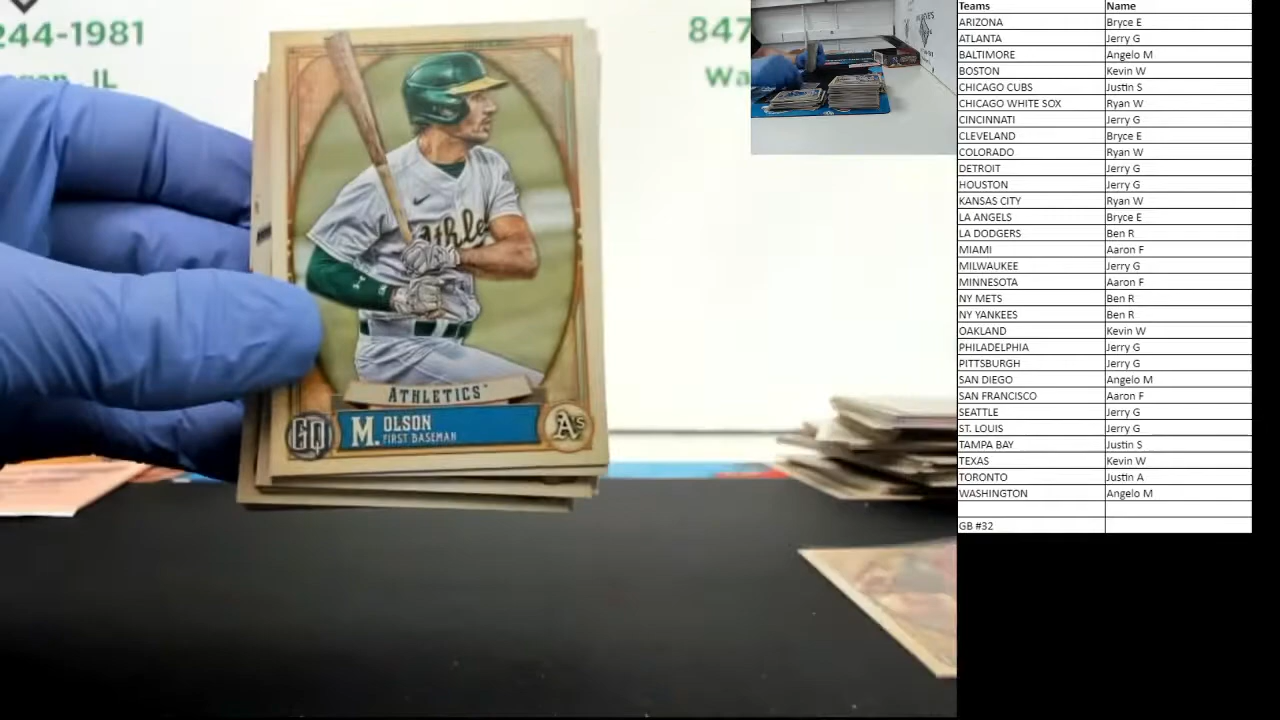 244-1981
IL
847
Wa
Athle
ATHLETICS
GQ
M. OLSON
FIRST BASEMAN
A's
Teams Name
ARIZONA Bryce E
ATLANTA Jerry G
BALTIMORE Angelo M
BOSTON Kevin W
CHICAGO CUBS Justin S
CHICAGO WHITE SOX Ryan W
CINCINNATI Jerry G
CLEVELAND Bryce E
COLORADO Ryan W
DETROIT Jerry G
HOUSTON Jerry G
KANSAS CITY Ryan W
LA ANGELS Bryce E
LA DODGERS Ben R
MIAMI Aaron F
MILWAUKEE Jerry G
MINNESOTA Aaron F
NY METS Ben R
NY YANKEES Ben R
OAKLAND Kevin W
PHILADELPHIA Jerry G
PITTSBURGH Jerry G
SAN DIEGO Angelo M
SAN FRANCISCO Aaron F
SEATTLE Jerry G
ST. LOUIS Jerry G
TAMPA BAY Justin S
TEXAS Kevin W
TORONTO Justin A
WASHINGTON Angelo M
GB #32